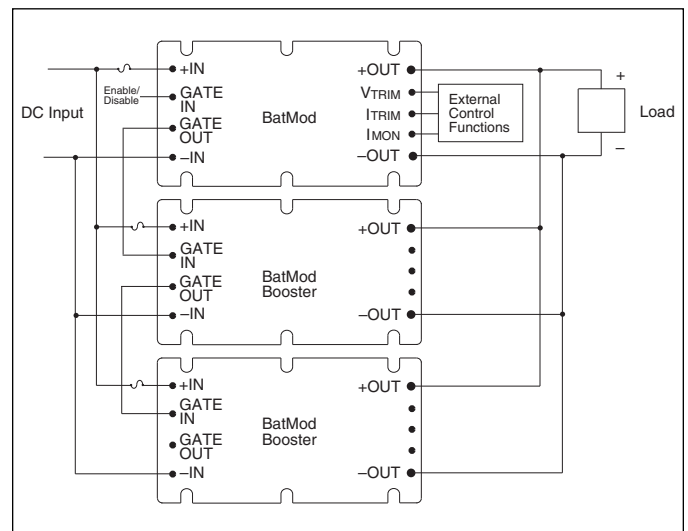 +IN
Enable/
Disable
GATE
IN
GATE
OUT
-IN
DC Input
BatMod
+OUT
VTRIM
ITRIM
IMON
-OUT
External
Control
Functions
+
Load
–
+IN
GATE
IN
GATE
OUT
–IN
BatMod
Booster
+OUT
–OUT
+IN
GATE
IN
GATE
OUT
–IN
BatMod
Booster
+OUT
–OUT